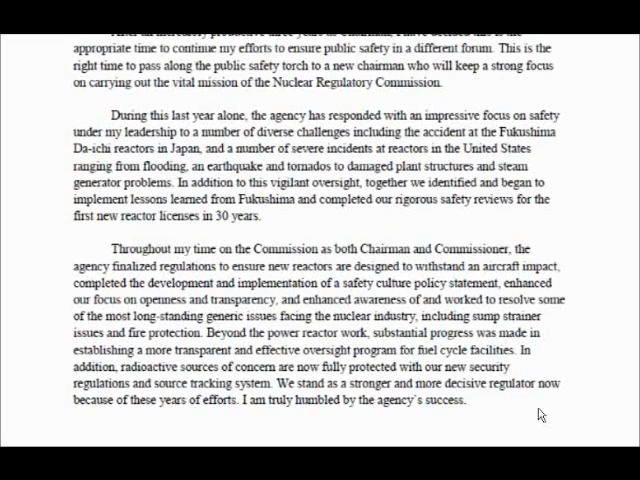 After an incredibly productive three years as Chairman, I have decided this is the
appropriate time to continue my efforts to ensure public safety in a different forum. This is the
right time to pass along the public safety torch to a new chairman who will keep a strong focus
on carrying out the vital mission of the Nuclear Regulatory Commission.
During this last year alone, the agency has responded with an impressive focus on safety
under my leadership to a number of diverse challenges including the accident at the Fukushima
Da-ichi reactors in Japan, and a number of severe incidents at reactors in the United States
ranging from flooding, an earthquake and tornados to damaged plant structures and steam
generator problems. In addition to this vigilant oversight, together we identified and began to
implement lessons learned from Fukushima and completed our rigorous safety reviews for the
first new reactor licenses in 30 years.
Throughout my time on the Commission as both Chairman and Commissioner, the
agency finalized regulations to ensure new reactors are designed to withstand an aircraft impact,
completed the development and implementation of a safety culture policy statement, enhanced
our focus on openness and transparency, and enhanced awareness of and worked to resolve some
of the most long-standing generic issues facing the nuclear industry, including sump strainer
issues and fire protection. Beyond the power reactor work, substantial progress was made in
establishing a more transparent and effective oversight program for fuel cycle facilities. In
addition, radioactive sources of concern are now fully protected with our new security
regulations and source tracking system. We stand as a stronger and more decisive regulator now
because of these years of efforts. I am truly humbled by the agency's success.